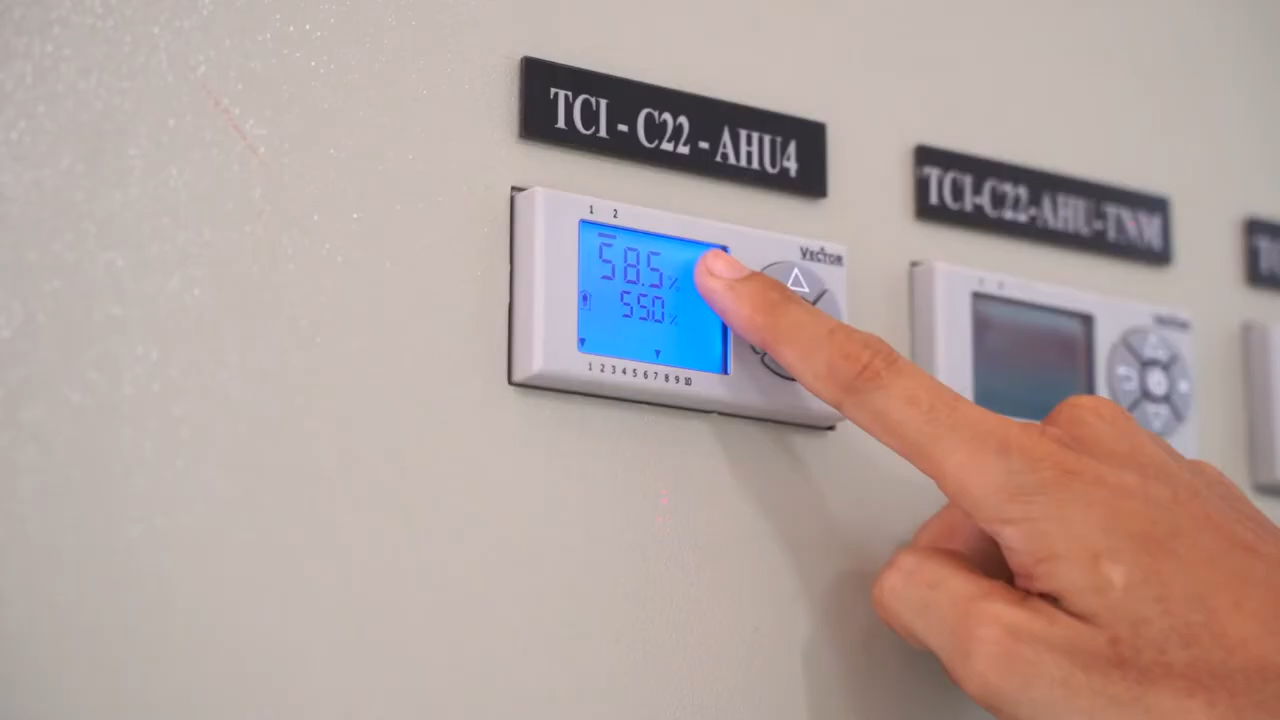 TCI - C22 - AHU4
TCI-C22-AHU-TNM
1 2
VECTOR
58.5%
55.0%
1 2 3 4 5 6 7 8 9 10